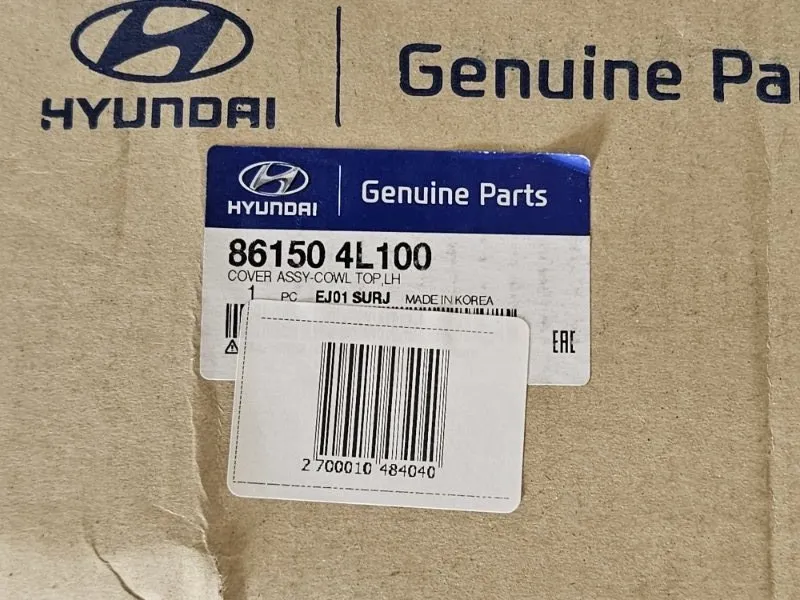 HYUNDAI
Genuine Pa
HYUNDAI
Genuine Parts
86150 4L100
COVER ASSY-COWL TOP,LH
1 PC EJ01 SURJ MADE IN KOREA
EAC
2 700010 484040